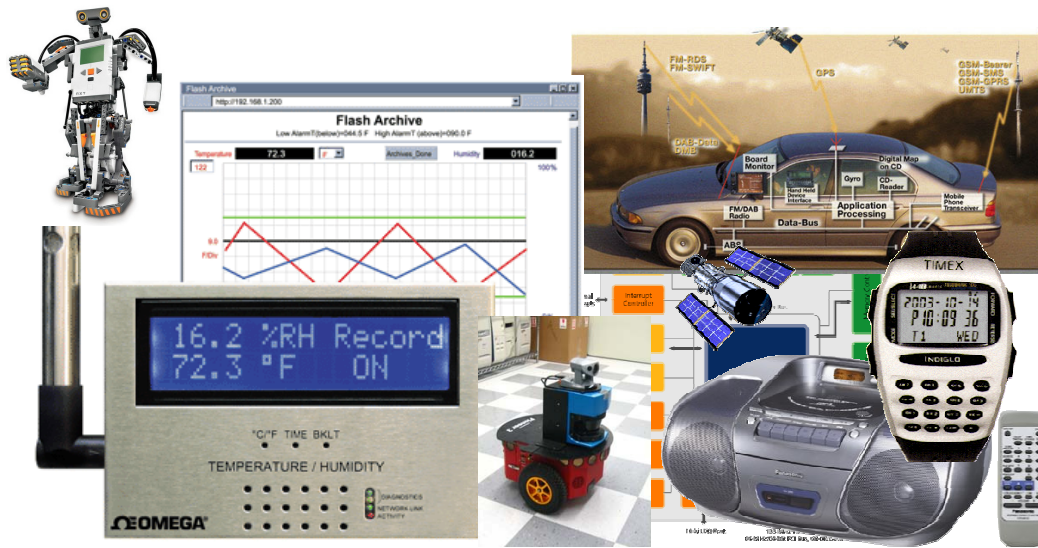 Flash Archive
http://192.168.1.200
Flash Archive
Low AlarmT(below)=044.5 F High AlarmT (above)=090.0 F
Temperature 72.3 F Archives_Done Humidity 016.2
122
100%
9.0
F/Div
FM-RDS
FM-SWIFT
GPS
GSM-Bearer
GSM-SMS
GSM-GPRS
UMTS
DAB-Data
DMB
Board
Monitor
Hand Held
Device
Interface
Gyro
Digital Map
on CD
CD-
Reader
FM/DAB
Radio
Application
Processing
Mobile
Phone
Transceiver
Data-Bus
ABS
Interrupt
Controller
TIMEX
2003-10-14
P10:09 36
T1 WED
INDIGLO
16.2 %RH Record
72.3 °F ON
°C/°F TIME BKLT
TEMPERATURE / HUMIDITY
DIAGNOSTICS
NETWORK LINK
ACTIVITY
OMEGA®
Panasonic